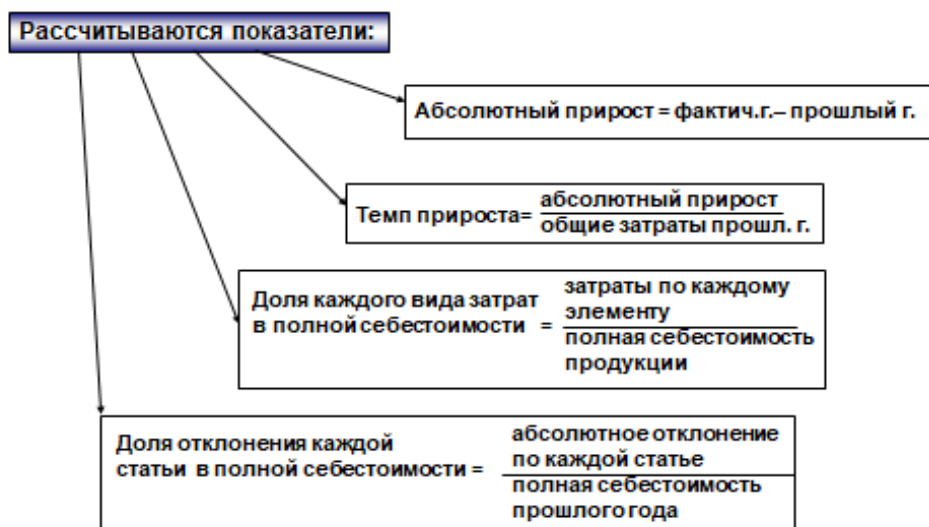 Рассчитываются показатели:
Абсолютный прирост = фактич.г.– прошлый г.
Темп прироста= абсолютный прирост
общие затраты прошл. г.
Доля каждого вида затрат
в полной себестоимости =
затраты по каждому
элементу
полная себестоимость
продукции
Доля отклонения каждой
статьи в полной себестоимости =
абсолютное отклонение
по каждой статье
полная себестоимость
прошлого года